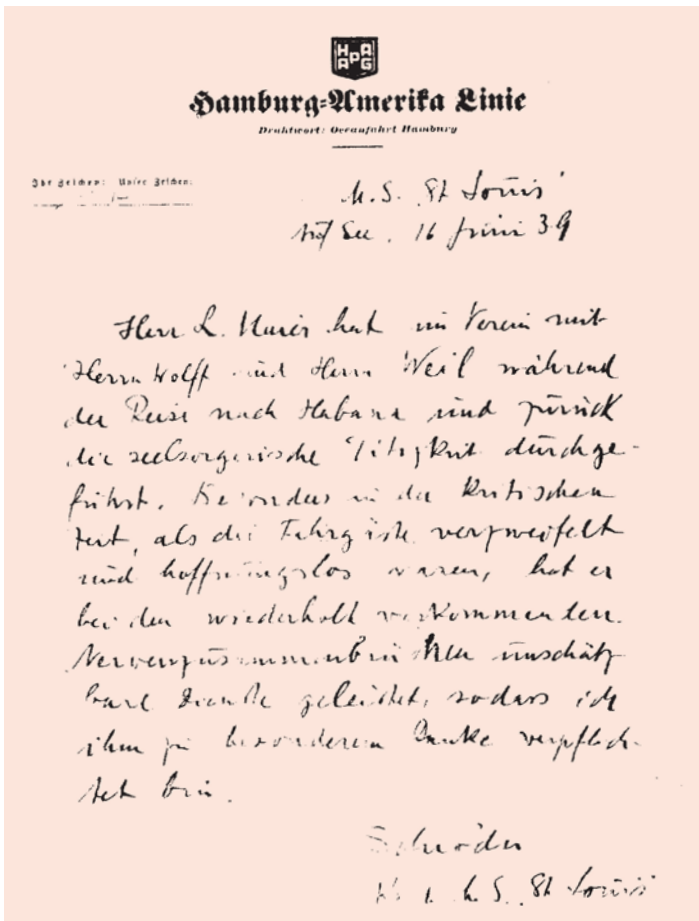 HAPAG
Hamburg-Amerika Linie
Drahtwort: Oceanfahrt Hamburg
Ihr Zeichen: Unser Zeichen:
M.S. "St Louis"
Auf See, 16 Juni 39
Herr L. hat im Verein mit
Herrn Wolff und Herrn Weil während
der Reise nach Habana und zurück
die seelsorgerische Tätigkeit durchge-
führt. Besonders in der kritischen
Zeit, als die Fahrgäste verzweifelt
und hoffnungslos waren, hat er
bei den wiederholt vorkommenden
Nervenzusammenbrüchen unschätz
bare Dienste geleistet, sodass ich
ihm zu besonderem Danke verpflich-
tet bin.
Schröder
M.S. St Louis